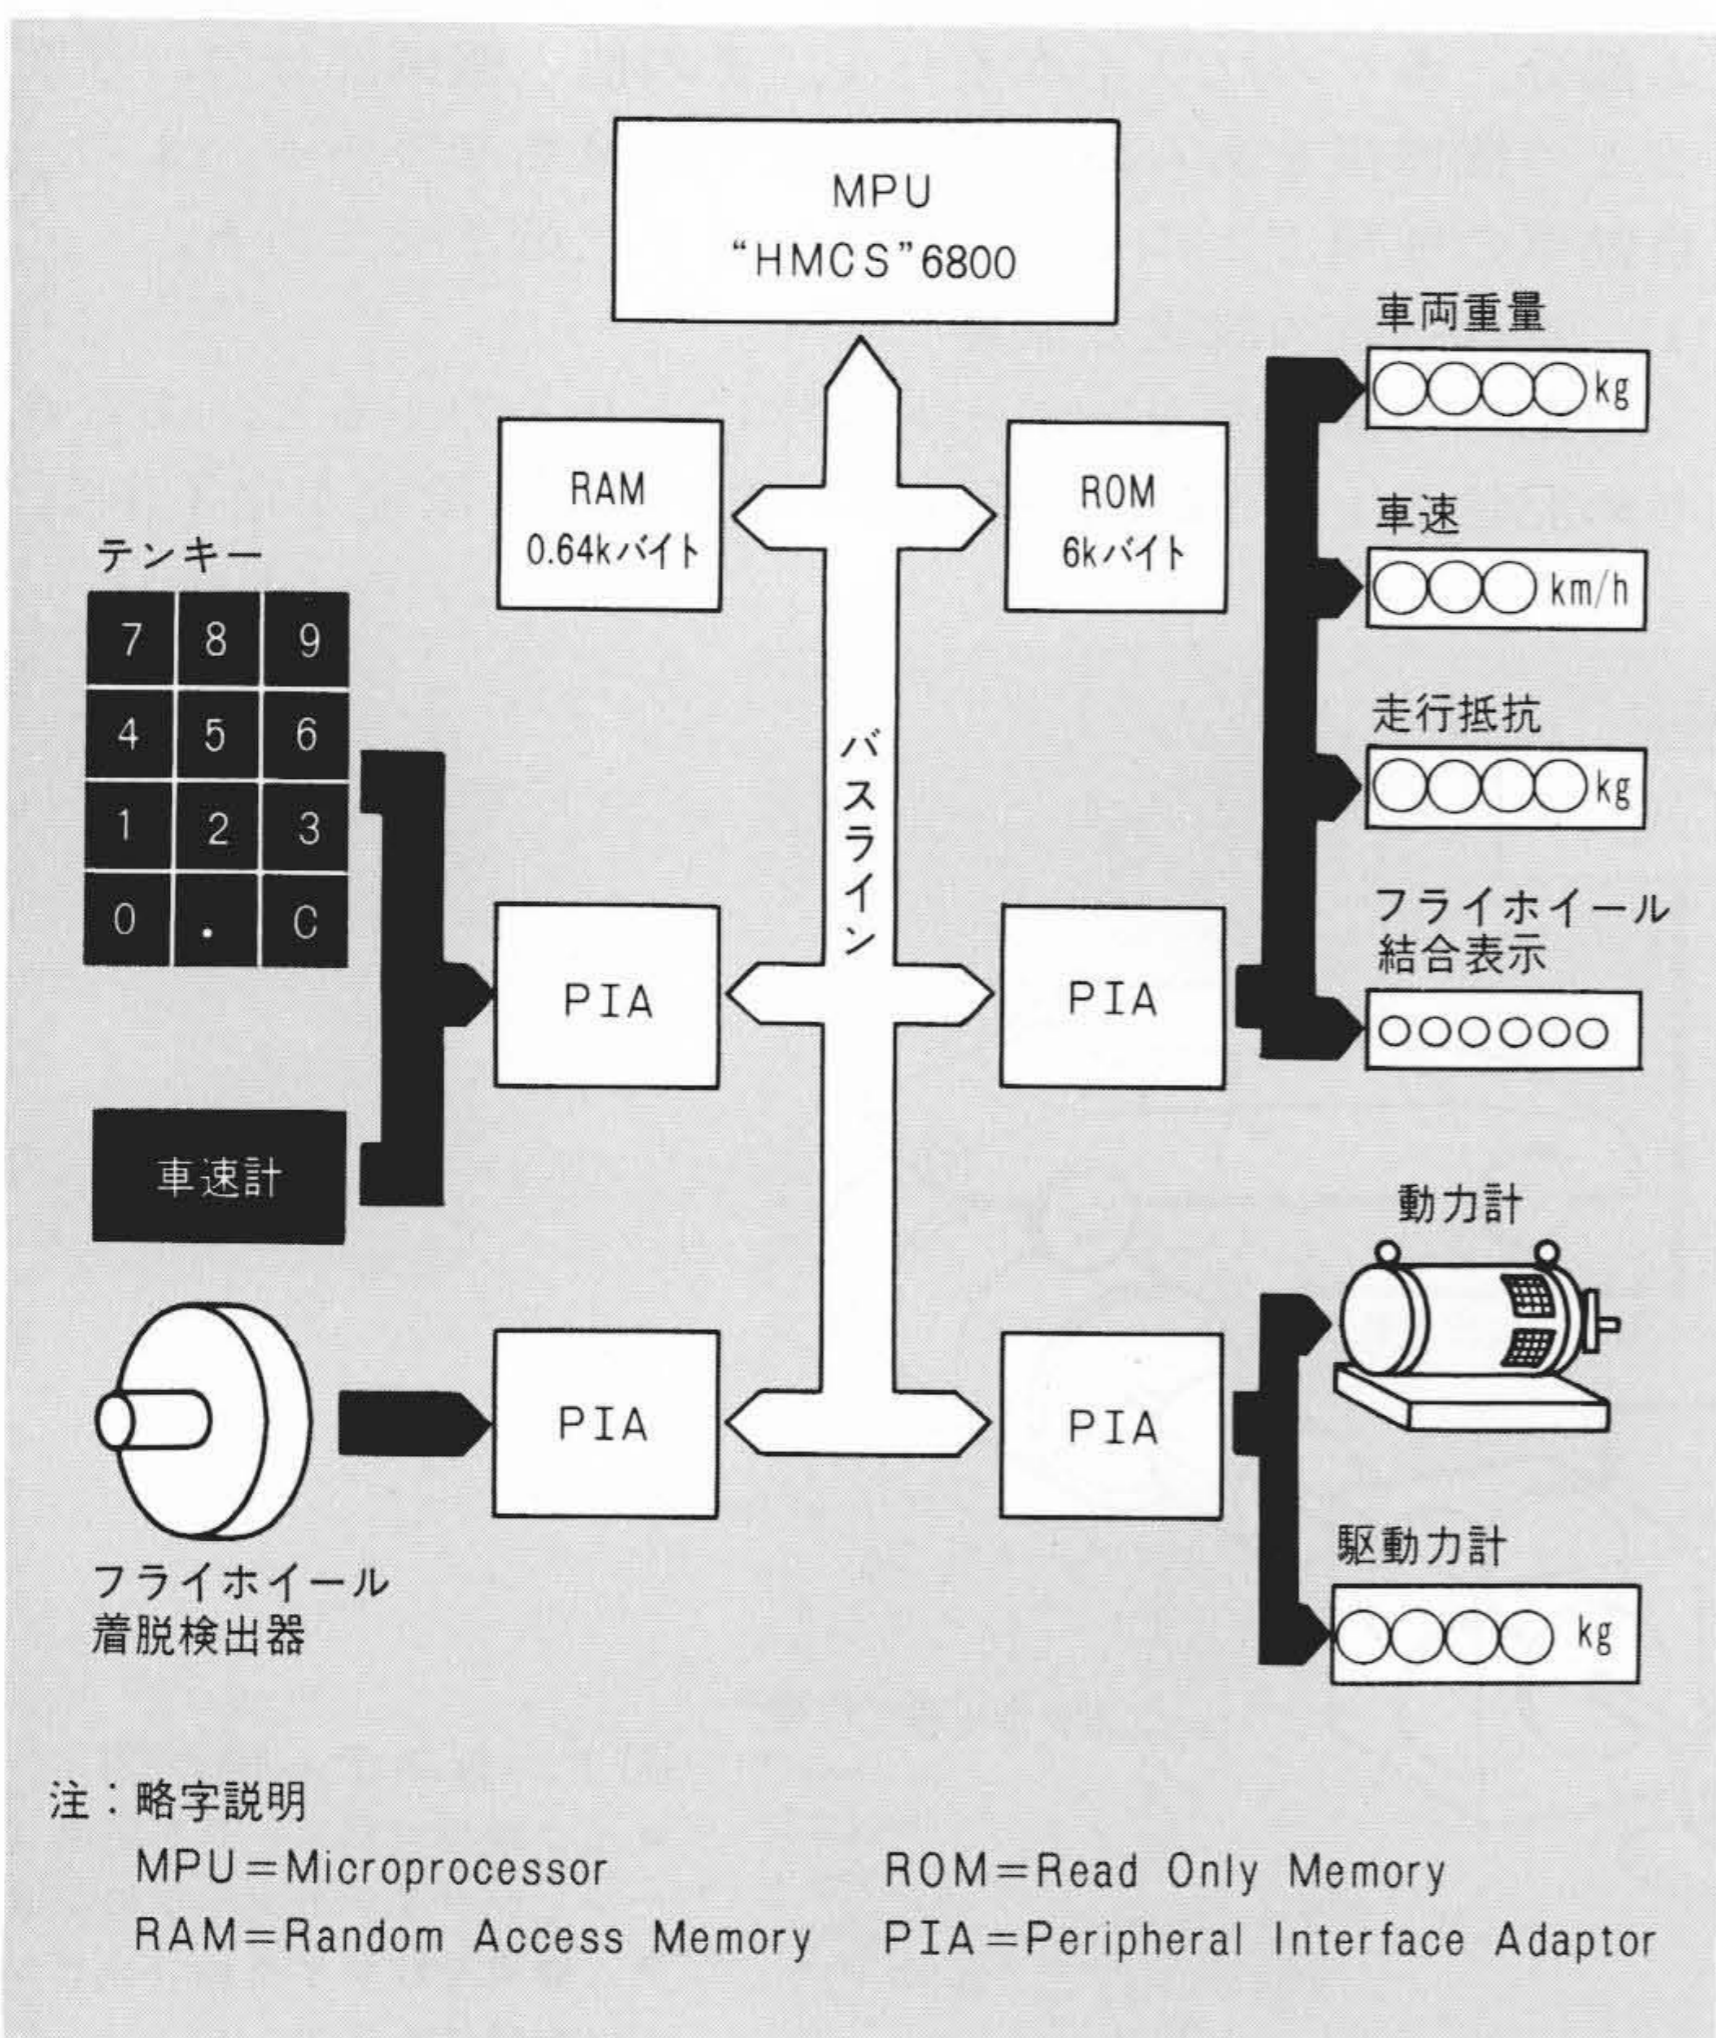 MPU
“HMCS”6800
RAM
0.64kバイト
ROM
6kバイト
テンキー
7 8 9
4 5 6
1 2 3
0 . C
車速計
フライホイール
着脱検出器
PIA
PIA
バスライン
PIA
PIA
車両重量
kg
車速
km/h
走行抵抗
kg
フライホイール
結合表示
動力計
駆動力計
kg
注：略字説明
MPU=Microprocessor
ROM=Read Only Memory
RAM=Random Access Memory
PIA=Peripheral Interface Adaptor